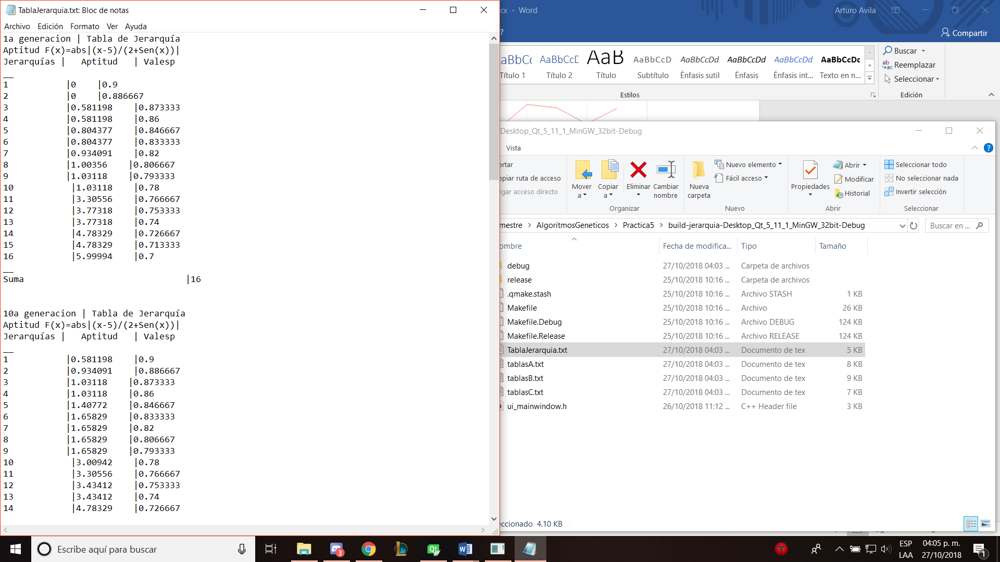 TablaJerarquia.txt: Bloc de notas
Archivo Edición Formato Ver Ayuda
1a generacion | Tabla de Jerarquía
Aptitud F(x)=abs|(x-5)/(2+Sen(x))|
Jerarquías | Aptitud | Valesp
__
1 |0 |0.9
2 |0 |0.886667
3 |0.581198 |0.873333
4 |0.581198 |0.86
5 |0.804377 |0.846667
6 |0.804377 |0.833333
7 |0.934091 |0.82
8 |1.00356 |0.806667
9 |1.03118 |0.793333
10 |1.03118 |0.78
11 |3.30556 |0.766667
12 |3.77318 |0.753333
13 |3.77318 |0.74
14 |4.78329 |0.726667
15 |4.78329 |0.713333
16 |5.99994 |0.7
__
Suma |16
10a generacion | Tabla de Jerarquía
Aptitud F(x)=abs|(x-5)/(2+Sen(x))|
Jerarquías | Aptitud | Valesp
__
1 |0.581198 |0.9
2 |0.934091 |0.886667
3 |1.03118 |0.873333
4 |1.03118 |0.86
5 |1.40772 |0.846667
6 |1.65829 |0.833333
7 |1.65829 |0.82
8 |1.65829 |0.806667
9 |1.65829 |0.793333
10 |3.00942 |0.78
11 |3.30556 |0.766667
12 |3.43412 |0.753333
13 |3.43412 |0.74
14 |4.78329 |0.726667
cx - Word
Arturo Avila
?
Compartir
AaBbCc AaBbCcD AaB AaBbCcD AaBbCcDd AaBbCcDd AaBbCcDd AaBbCcDc
Título 1 Título 2 Título Subtítulo Énfasis sutil Énfasis Énfasis int... Texto en n...
Estilos
Buscar
Reemplazar
Seleccionar
Edición
Desktop_Qt_5_11_1_MinGW_32bit-Debug
Vista
ortar
opiar ruta de acceso
egar acceso directo
Mover a
Copiar a
Eliminar
Cambiar nombre
Organizar
Nueva carpeta
Nuevo elemento
Fácil acceso
Nuevo
Propiedades
Abrir
Modificar
Historial
Abrir
Seleccionar todo
No seleccionar nada
Invertir selección
Seleccionar
mestre > AlgoritmosGeneticos > Practica5 > build-jerarquia-Desktop_Qt_5_11_1_MinGW_32bit-Debug
Buscar en ...
ombre Fecha de modifica... Tipo Tamaño
debug 27/10/2018 04:03 ... Carpeta de archivos
release 25/10/2018 10:16 ... Carpeta de archivos
.qmake.stash 25/10/2018 10:16 ... Archivo STASH 1 KB
Makefile 25/10/2018 10:16 ... Archivo 26 KB
Makefile.Debug 25/10/2018 10:16 ... Archivo DEBUG 124 KB
Makefile.Release 25/10/2018 10:16 ... Archivo RELEASE 124 KB
TablaJerarquia.txt 27/10/2018 04:03 ... Documento de tex 5 KB
tablasA.txt 27/10/2018 04:03 ... Documento de tex 8 KB
tablasB.txt 27/10/2018 04:03 ... Documento de tex 9 KB
tablasC.txt 27/10/2018 04:03 ... Documento de tex 7 KB
ui_mainwindow.h 26/10/2018 11:12 ... C++ Header file 3 KB
eccionado 4.10 KB
Escribe aquí para buscar
3
Qt
ESP
LAA
04:05 p. m.
27/10/2018
1